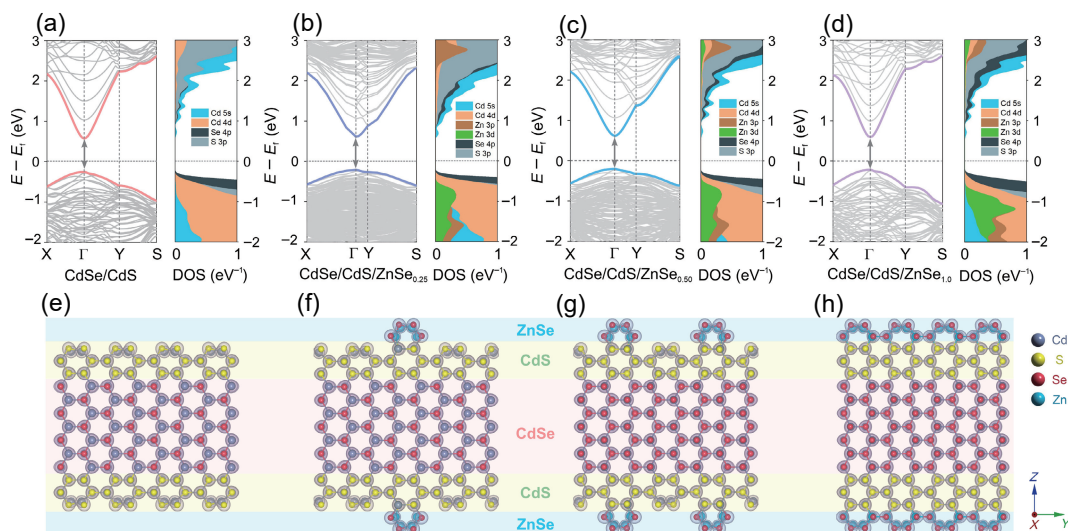 (a) (b) (c) (d)
3 3 3 3 3 3 3 3
2 2 2 2 2 2 2 2
Cd 5s Cd 5s Cd 5s Cd 5s
Cd 4d Cd 4d Cd 4d Cd 4d
Zn 3p Zn 3p Zn 3p
Zn 3d Zn 3d Zn 3d
Se 4p Se 4p Se 4p Se 4p
S 3p S 3p S 3p S 3p
1 1 1 1 1 1 1 1
E − Ef (eV) E − Ef (eV) E − Ef (eV) E − Ef (eV)
0 0 0 0 0 0 0 0
−1 −1 −1 −1 −1 −1 −1 −1
−2 −2 −2 −2 −2 −2 −2 −2
X Γ Y S 0 1 X Γ Y S 0 1 X Γ Y S 0 1 X Γ Y S 0 1
CdSe/CdS DOS (eV−1) CdSe/CdS/ZnSe0.25 DOS (eV−1) CdSe/CdS/ZnSe0.50 DOS (eV−1) CdSe/CdS/ZnSe1.0 DOS (eV−1)
(e) (f) (g) (h)
ZnSe
CdS
CdSe
CdS
ZnSe
Cd
S
Se
Zn
Z
X Y